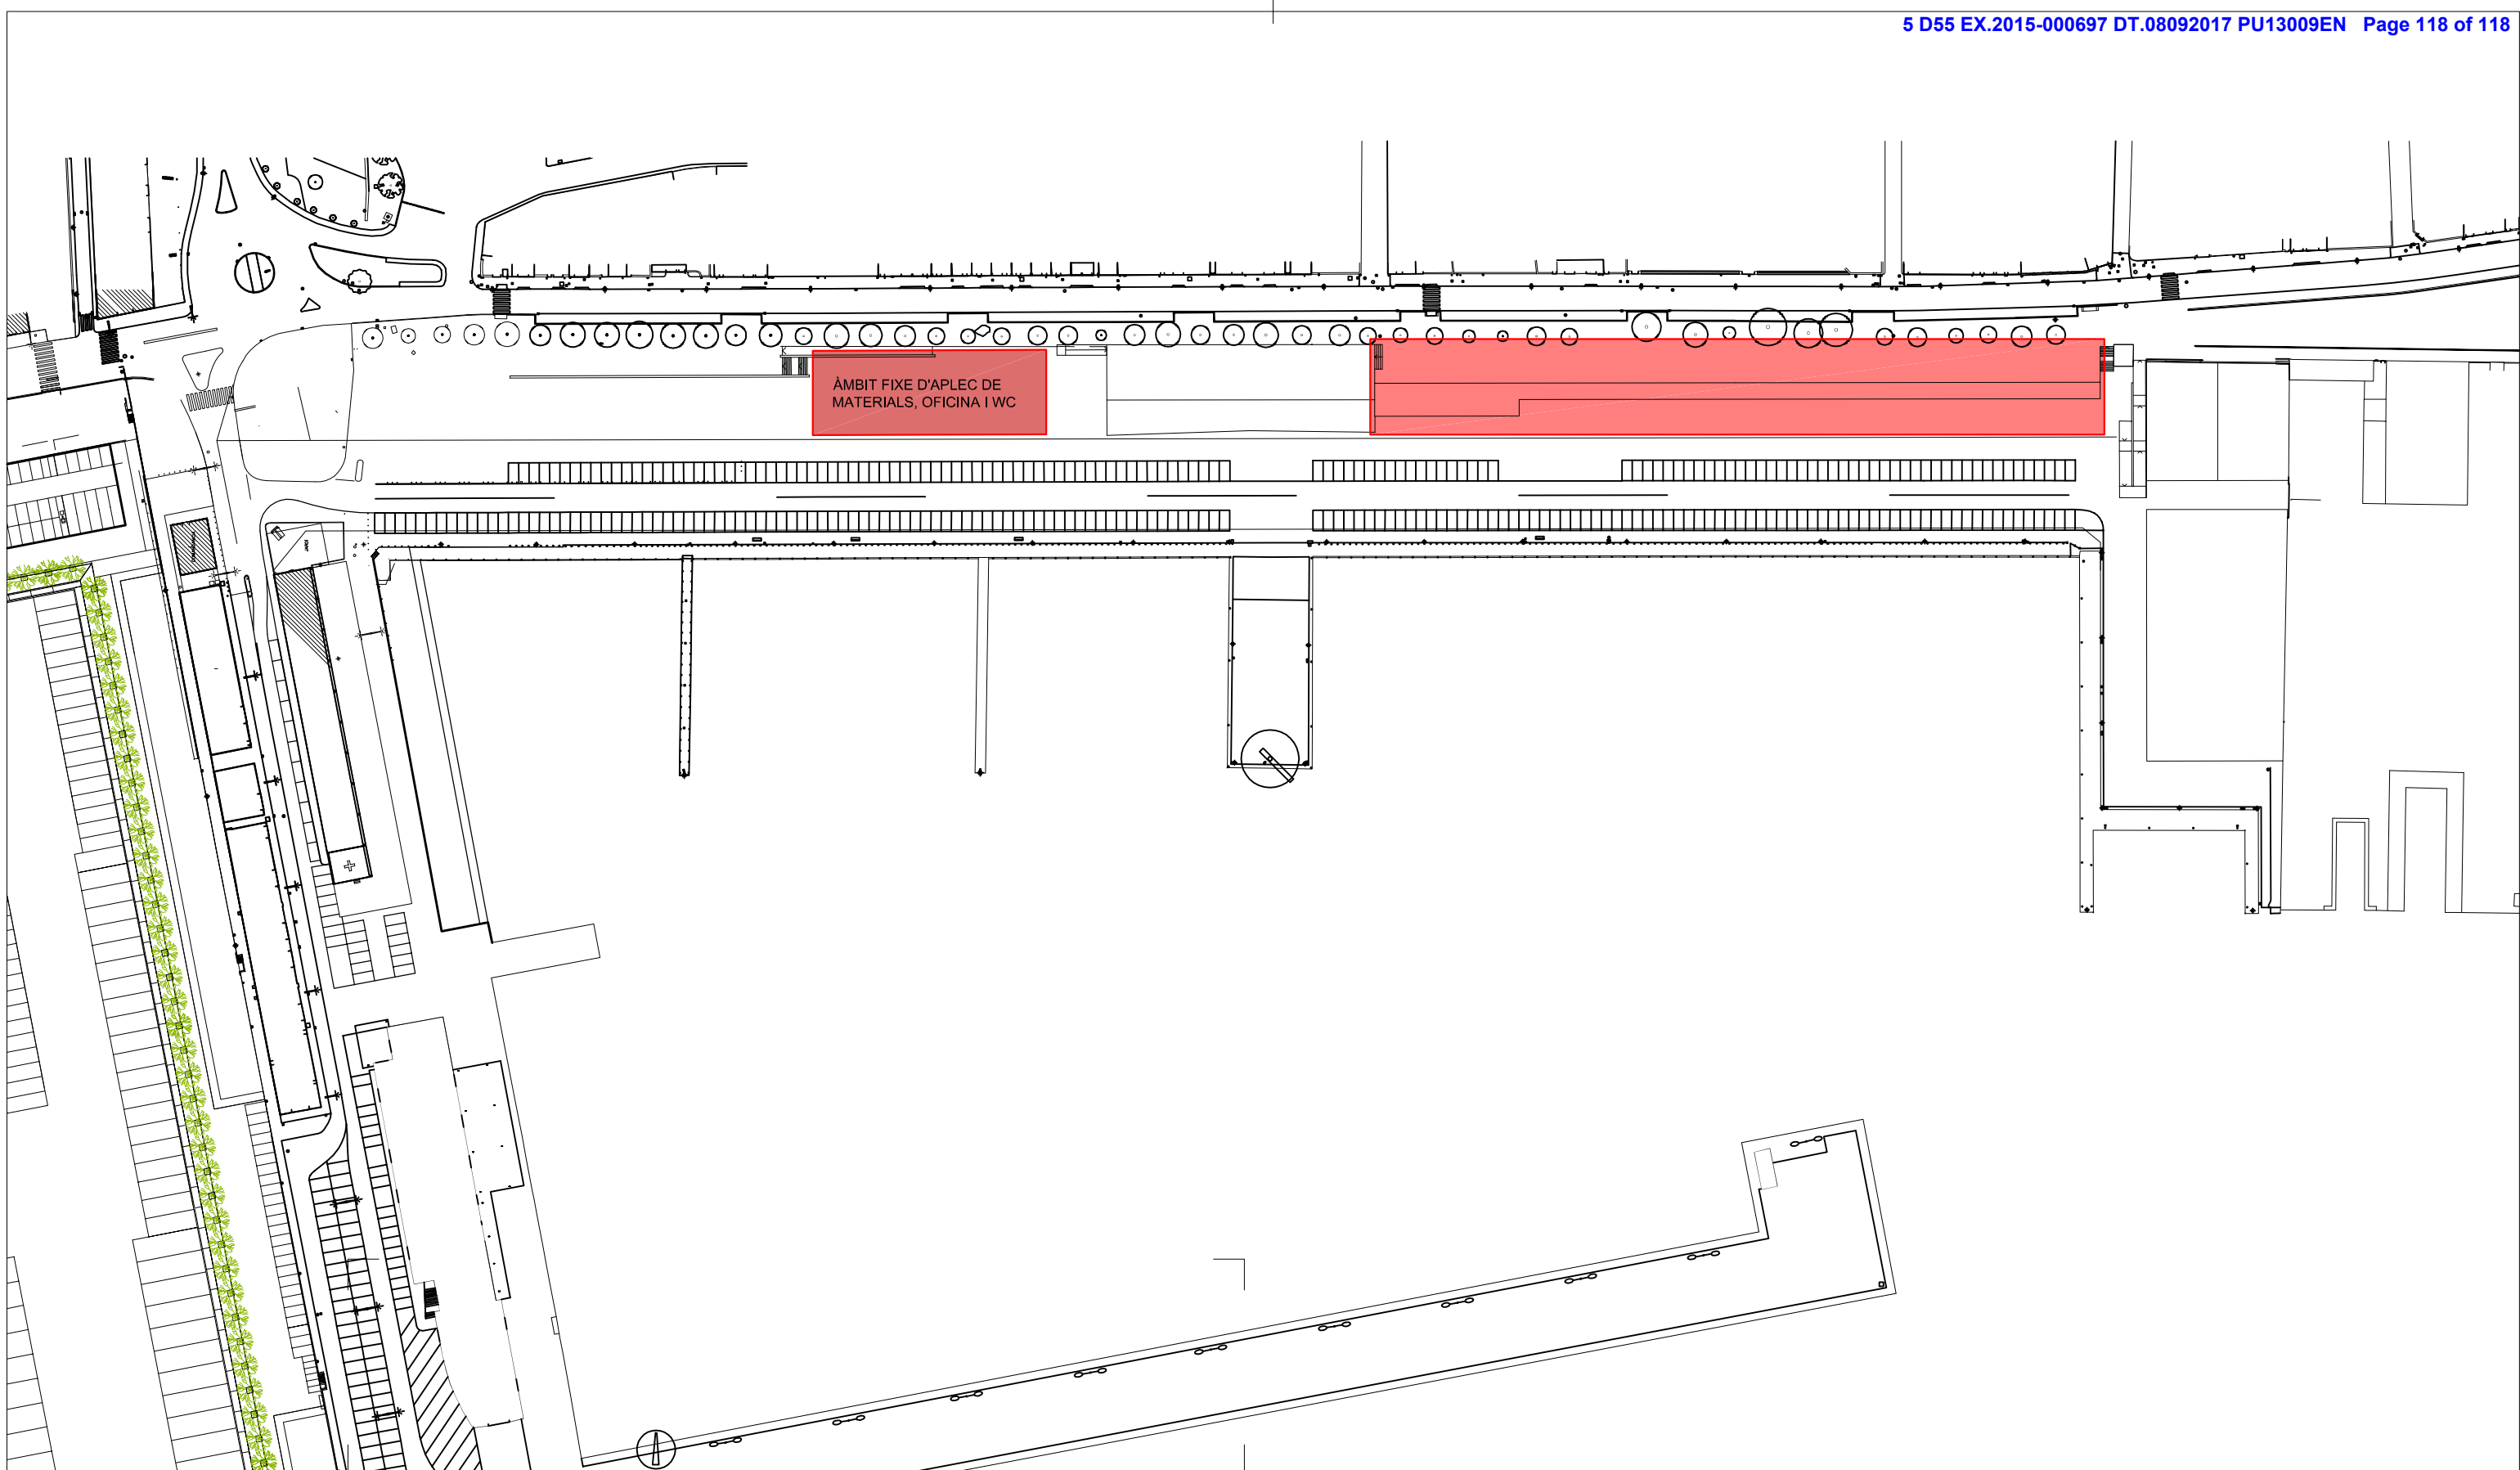 5 D55 EX.2015-000697 DT.08092017 PU13009EN Page 118 of 118
ÀMBIT FIXE D'APLEC DE
MATERIALS, OFICINA I WC